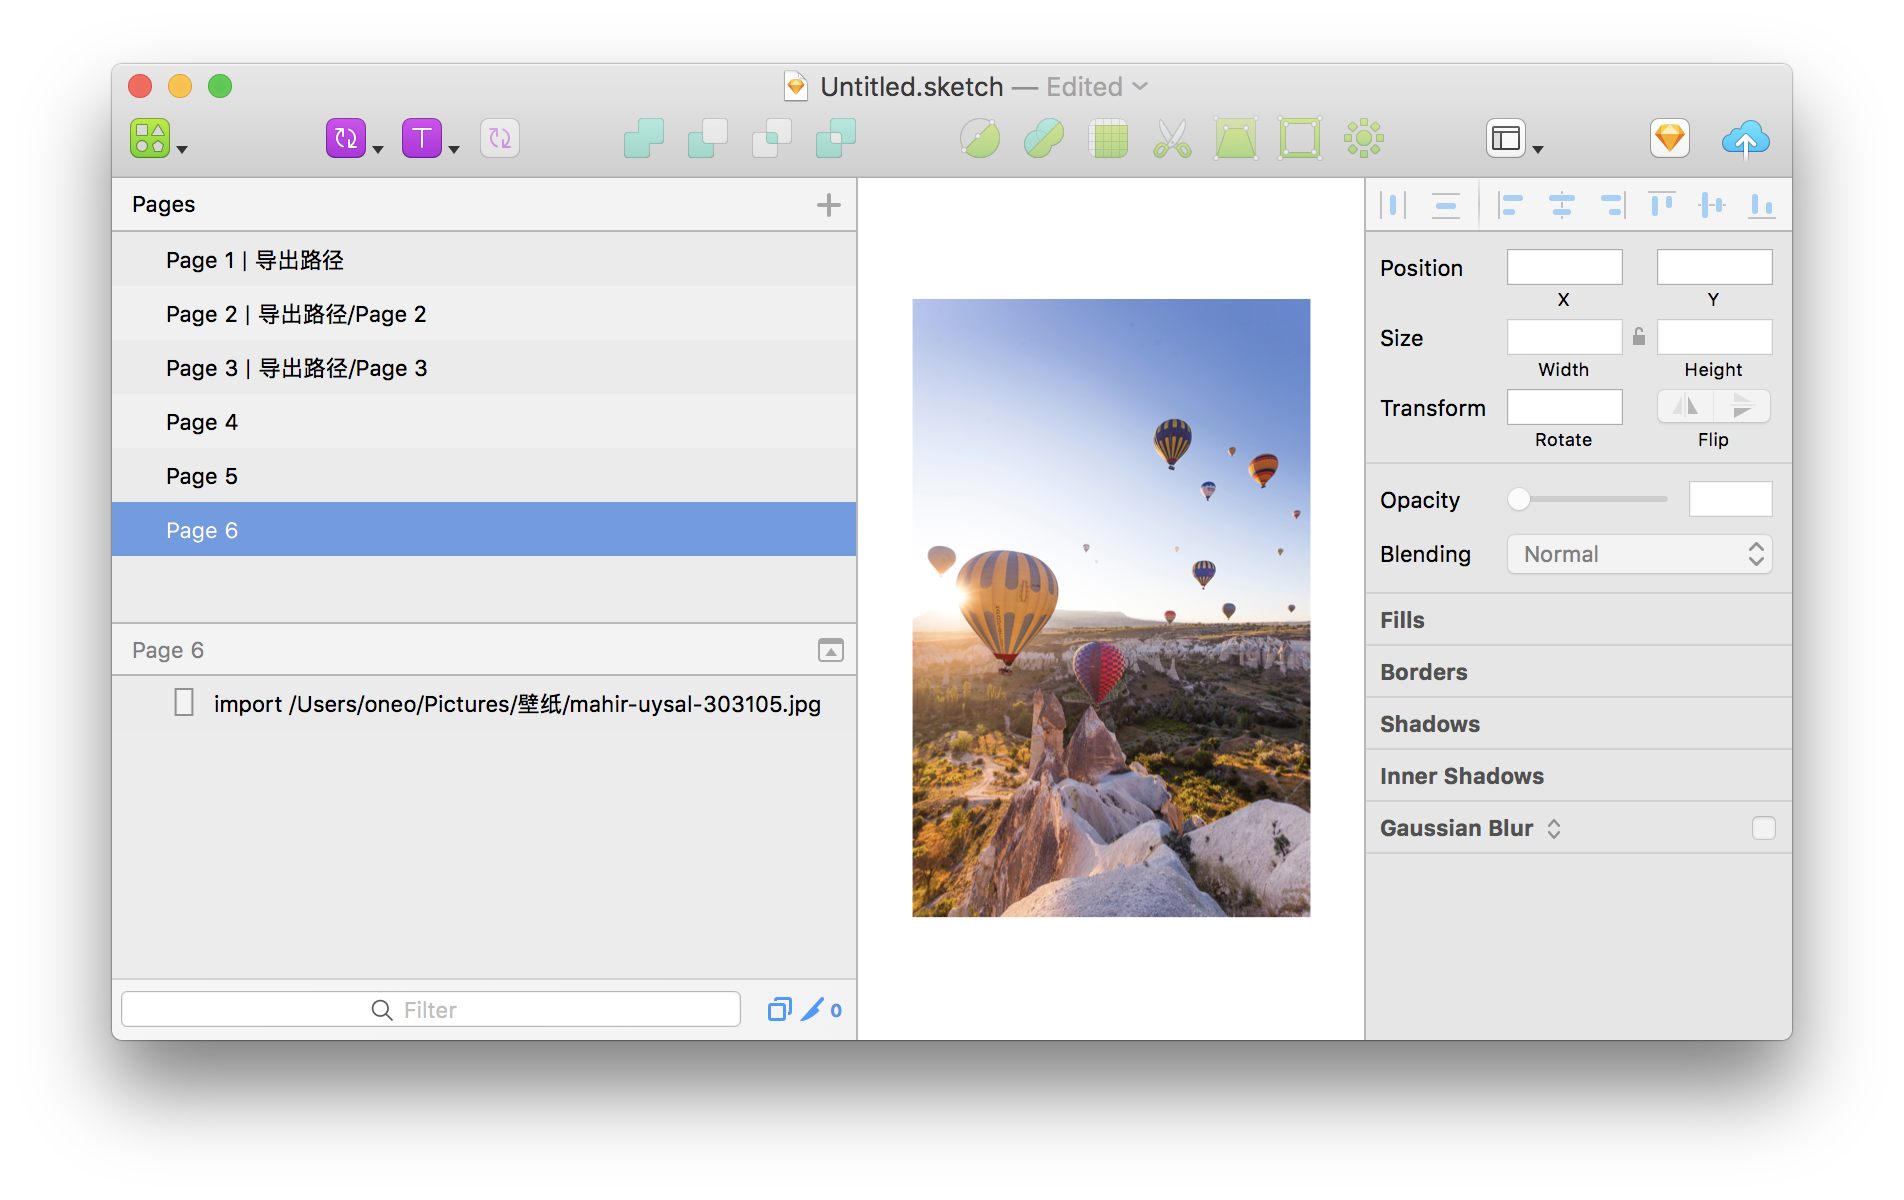 Untitled.sketch — Edited
T
Pages
Page 1 | 导出路径
Page 2 | 导出路径/Page 2
Page 3 | 导出路径/Page 3
Page 4
Page 5
Page 6
Page 6
import /Users/oneo/Pictures/壁纸/mahir-uysal-303105.jpg
Filter
0
Position
X
Y
Size
Width
Height
Transform
Rotate
Flip
Opacity
Blending
Normal
Fills
Borders
Shadows
Inner Shadows
Gaussian Blur